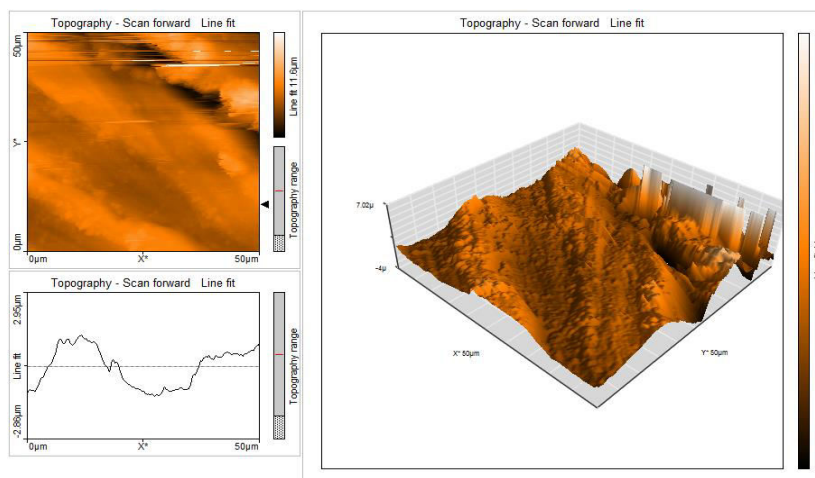 Topography - Scan forward Line fit
50µm
Y*
0µm
0µm
X*
50µm
Line fit 11.6µm
Topography range
Topography - Scan forward Line fit
2.95µm
Line fit
-2.86µm
0µm
X*
50µm
Topography range
Topography - Scan forward Line fit
7.02µ
-4µ
X* 50µm
Y* 50µm